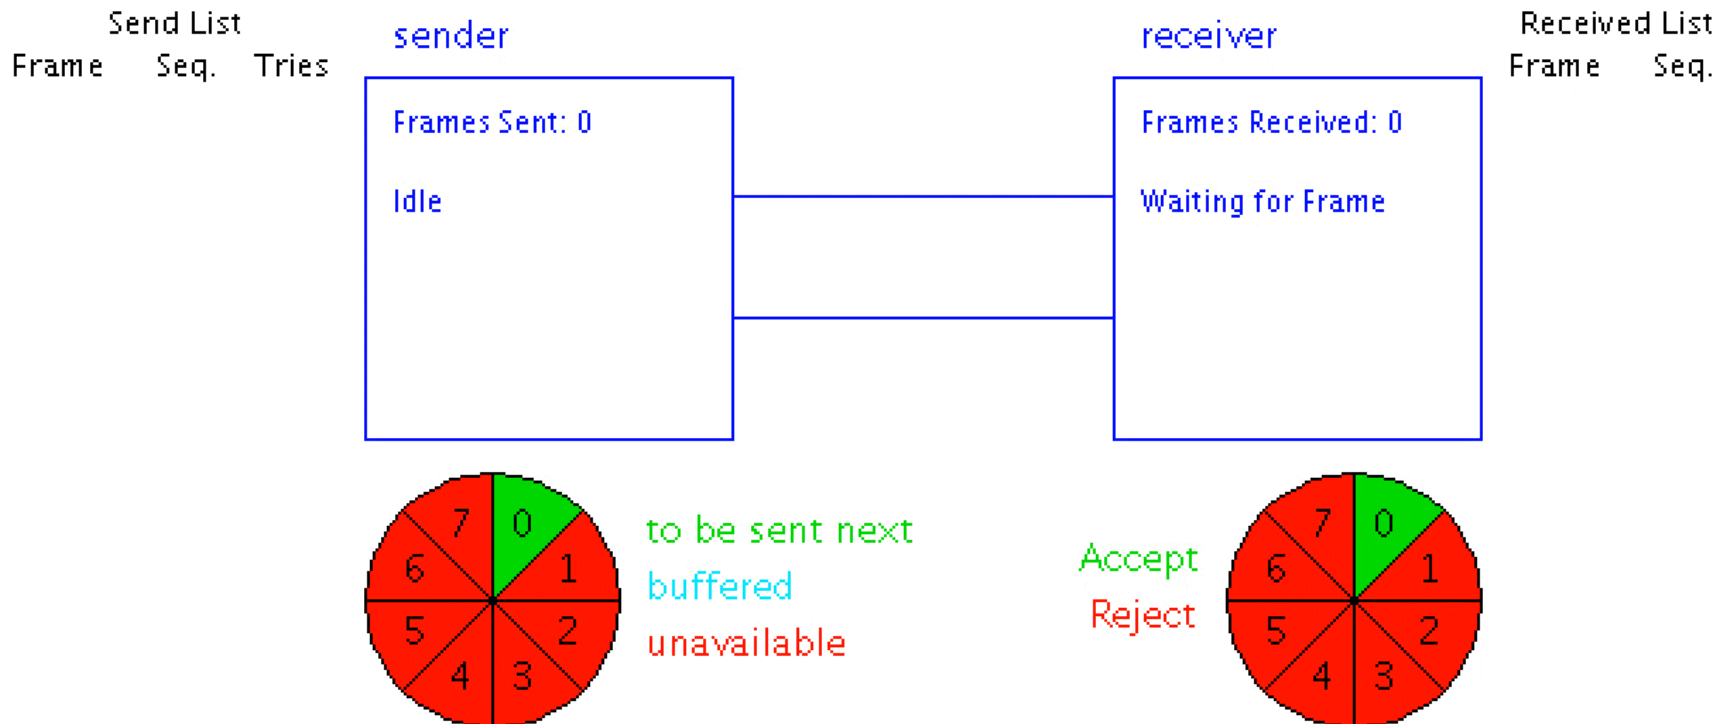 Send List
Frame Seq. Tries
sender
Frames Sent: 0
Idle
receiver
Frames Received: 0
Waiting for Frame
Received List
Frame Seq.
7 0
6 1
5 2
4 3
to be sent next
buffered
unavailable
Accept
Reject
7 0
6 1
5 2
4 3